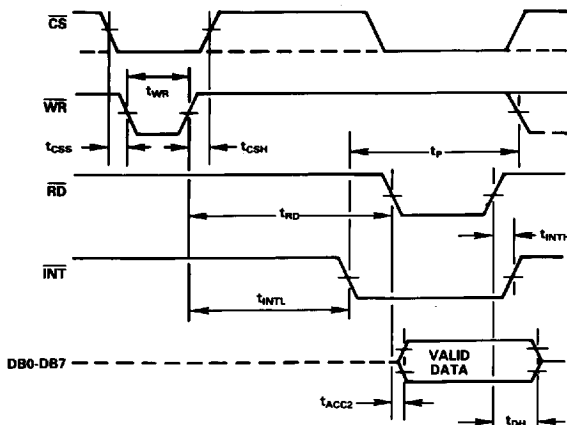 CS
tWR
WR
tCSS
tCSH
tP
RD
tRD
tINTH
INT
tINTL
DB0-DB7
VALID
DATA
tACC2
tDH